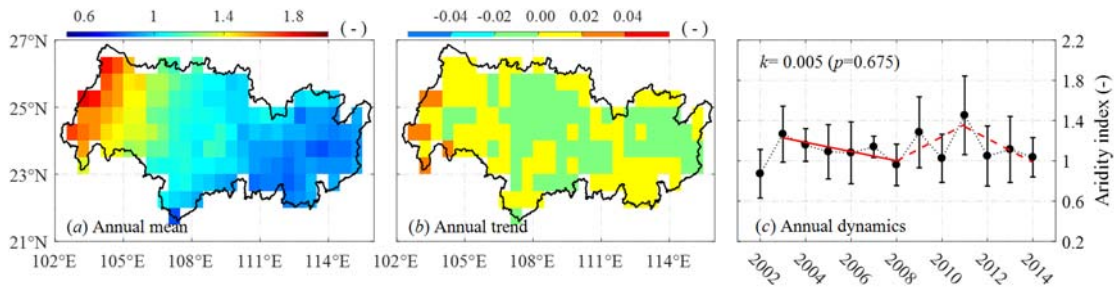 0.6 1 1.4 1.8 (-)
-0.04 -0.02 0.00 0.02 0.04 (-)
27°N
25°N
23°N
21°N
(a) Annual mean
102°E 105°E 108°E 111°E 114°E
(b) Annual trend
102°E 105°E 108°E 111°E 114°E
k= 0.005 (p=0.675)
(c) Annual dynamics
2002 2004 2006 2008 2010 2012 2014
2.2
1.8
1.4
1
0.6
0.2
Aridity index (-)